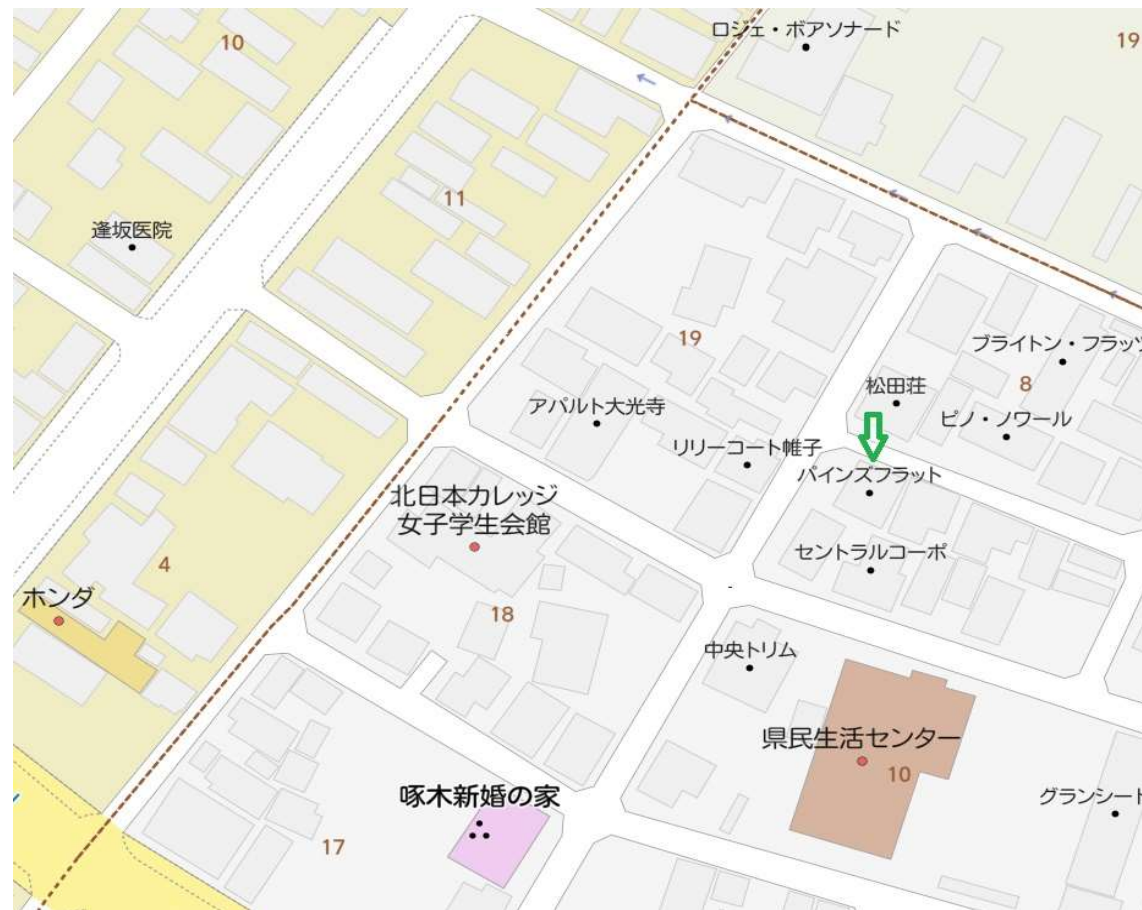 ロジェ・ボアソナード
10
19
逢坂医院
11
19
ブライトン・フラッツ
8
松田荘
ピノ・ノワール
アパルト大光寺
リリーコート帷子
パインズフラット
北日本カレッジ
女子学生会館
セントラルコーポ
4
ホンダ
18
中央トリム
県民生活センター
10
啄木新婚の家
グランシート
17